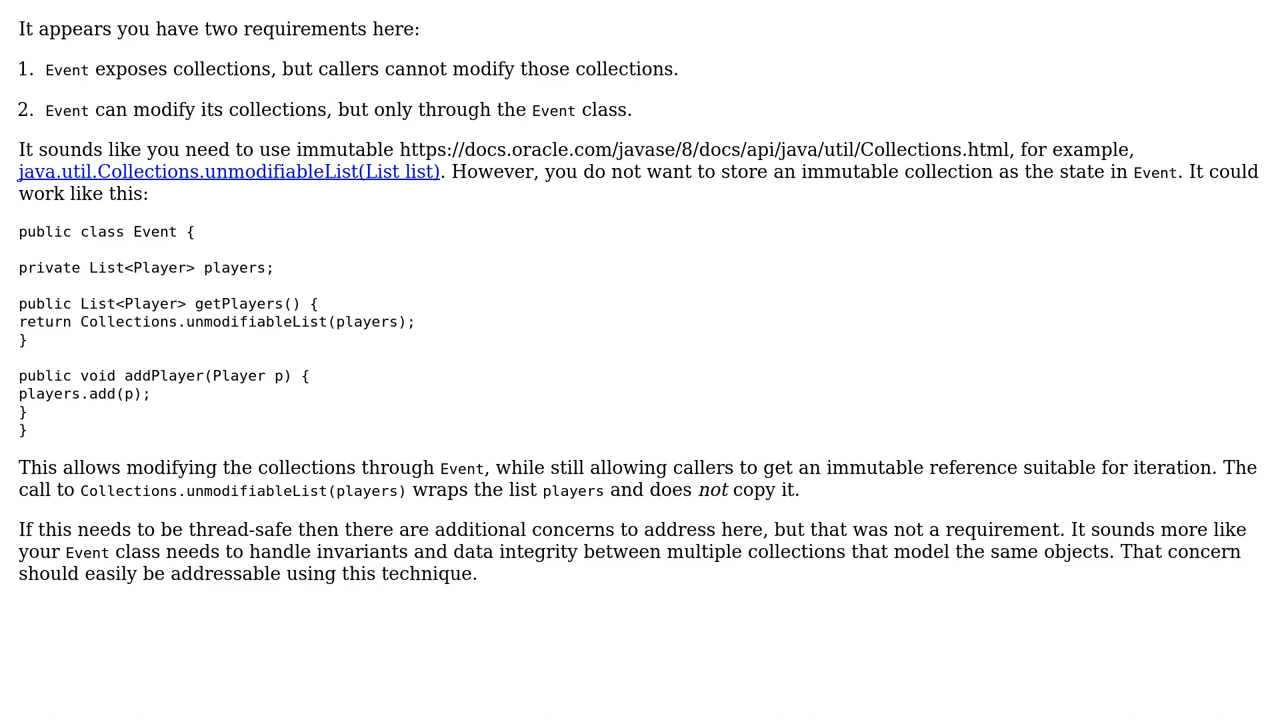 It appears you have two requirements here:
1. Event exposes collections, but callers cannot modify those collections.
2. Event can modify its collections, but only through the Event class.
It sounds like you need to use immutable https://docs.oracle.com/javase/8/docs/api/java/util/Collections.html, for example,
java.util.Collections.unmodifiableList(List list). However, you do not want to store an immutable collection as the state in Event. It could
work like this:
public class Event {
private List<Player> players;
public List<Player> getPlayers() {
return Collections.unmodifiableList(players);
}
public void addPlayer(Player p) {
players.add(p);
}
}
This allows modifying the collections through Event, while still allowing callers to get an immutable reference suitable for iteration. The
call to Collections.unmodifiableList(players) wraps the list players and does not copy it.
If this needs to be thread-safe then there are additional concerns to address here, but that was not a requirement. It sounds more like
your Event class needs to handle invariants and data integrity between multiple collections that model the same objects. That concern
should easily be addressable using this technique.